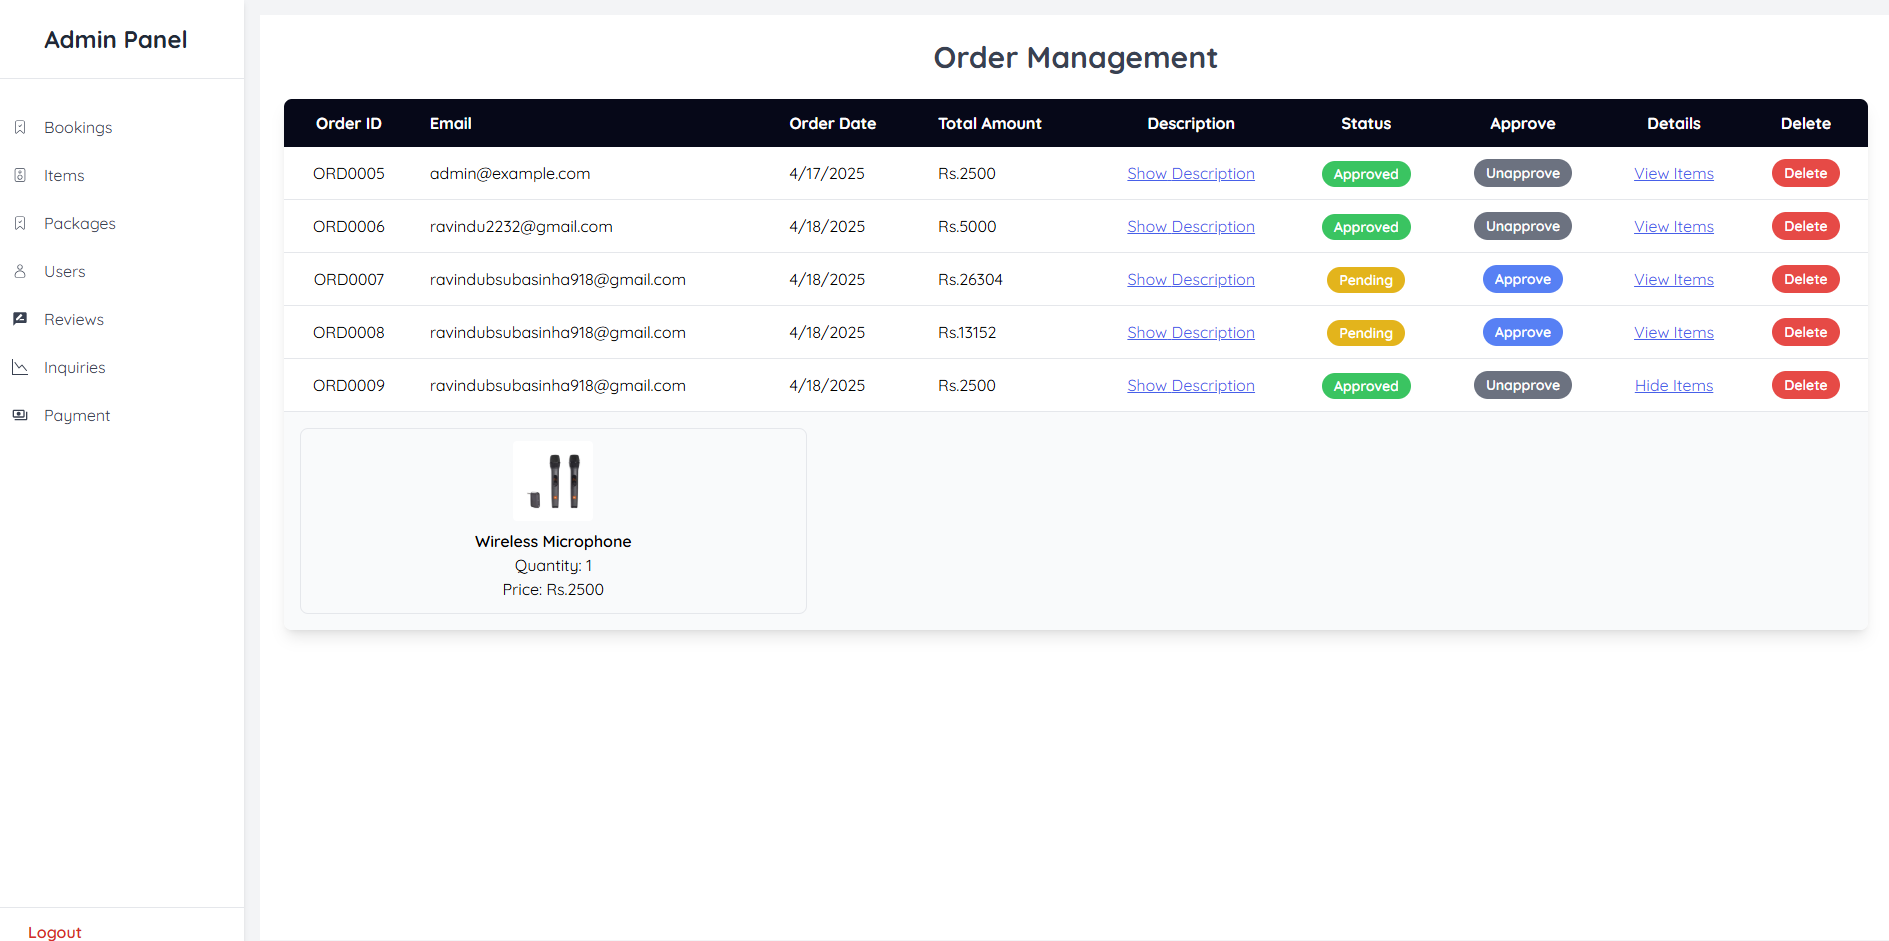 Admin Panel
Bookings
Items
Packages
Users
Reviews
Inquiries
Payment
Logout
Order Management
Order ID Email Order Date Total Amount Description Status Approve Details Delete
ORD0005 admin@example.com 4/17/2025 Rs.2500 Show Description Approved Unapprove View Items Delete
ORD0006 ravindu2232@gmail.com 4/18/2025 Rs.5000 Show Description Approved Unapprove View Items Delete
ORD0007 ravindubsubasinha918@gmail.com 4/18/2025 Rs.26304 Show Description Pending Approve View Items Delete
ORD0008 ravindubsubasinha918@gmail.com 4/18/2025 Rs.13152 Show Description Pending Approve View Items Delete
ORD0009 ravindubsubasinha918@gmail.com 4/18/2025 Rs.2500 Show Description Approved Unapprove Hide Items Delete
Wireless Microphone
Quantity: 1
Price: Rs.2500